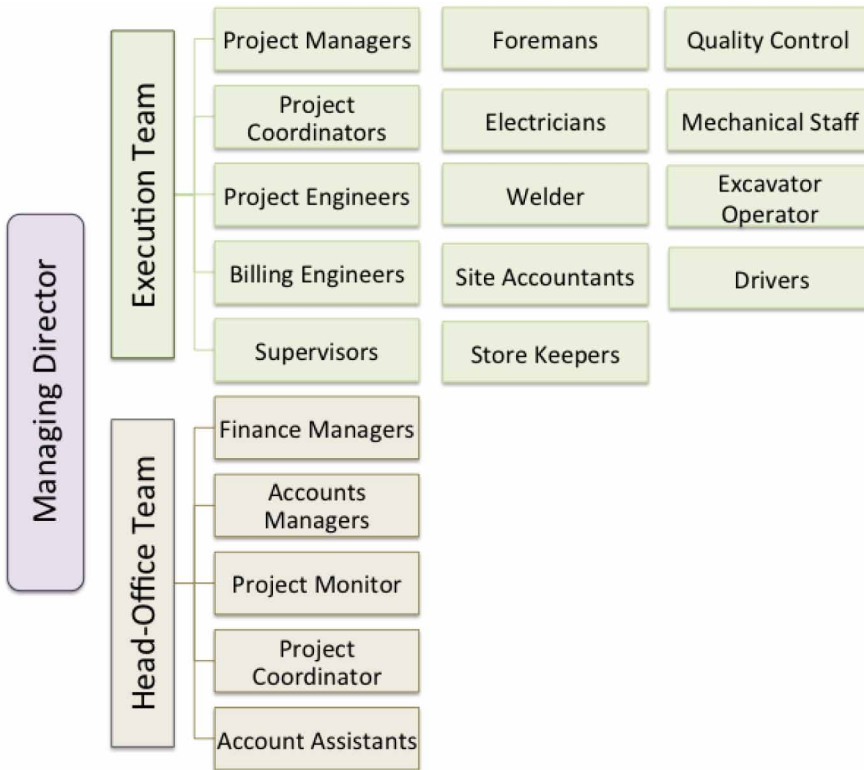 Managing Director
Execution Team
Project Managers
Foremans
Quality Control
Project
Coordinators
Electricians
Mechanical Staff
Project Engineers
Welder
Excavator
Operator
Billing Engineers
Site Accountants
Drivers
Supervisors
Store Keepers
Head-Office Team
Finance Managers
Accounts
Managers
Project Monitor
Project
Coordinator
Account Assistants